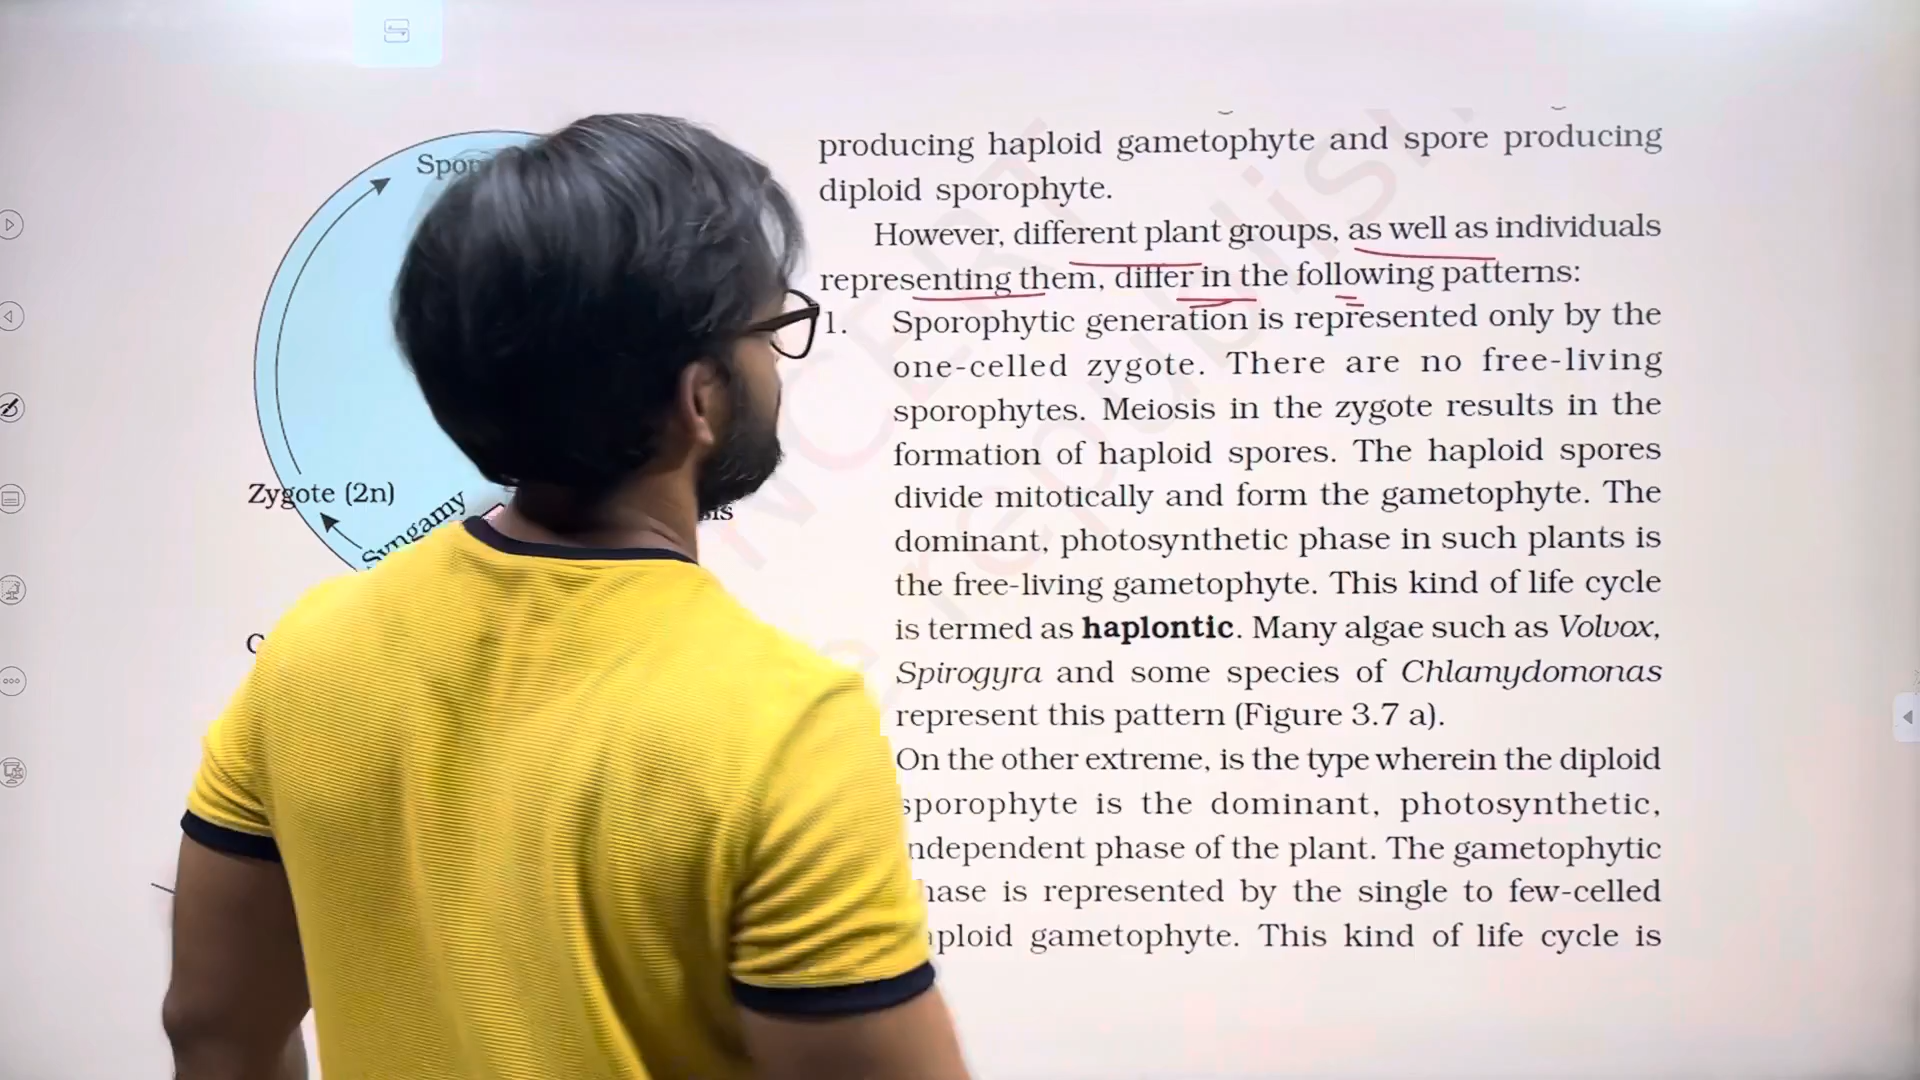 producing haploid gametophyte and spore producing
diploid sporophyte.
However, different plant groups, as well as individuals
representing them, differ in the following patterns:
1. Sporophytic generation is represented only by the
one-celled zygote. There are no free-living
sporophytes. Meiosis in the zygote results in the
formation of haploid spores. The haploid spores
divide mitotically and form the gametophyte. The
dominant, photosynthetic phase in such plants is
the free-living gametophyte. This kind of life cycle
is termed as haplontic. Many algae such as Volvox,
Spirogyra and some species of Chlamydomonas
represent this pattern (Figure 3.7 a).
On the other extreme, is the type wherein the diploid
sporophyte is the dominant, photosynthetic,
independent phase of the plant. The gametophytic
phase is represented by the single to few-celled
haploid gametophyte. This kind of life cycle is
Zygote (2n)
Syngamy
NCERT
republish